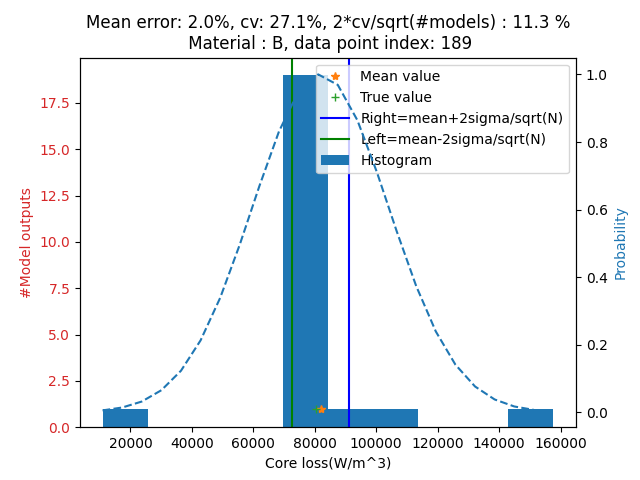 Mean error: 2.0%, cv: 27.1%, 2*cv/sqrt(#models) : 11.3 %
Material : B, data point index: 189
Mean value
True value
Right=mean+2sigma/sqrt(N)
Left=mean-2sigma/sqrt(N)
Histogram
#Model outputs
17.5
15.0
12.5
10.0
7.5
5.0
2.5
0.0
1.0
0.8
0.6
0.4
0.2
0.0
Probability
20000 40000 60000 80000 100000 120000 140000 160000
Core loss(W/m^3)